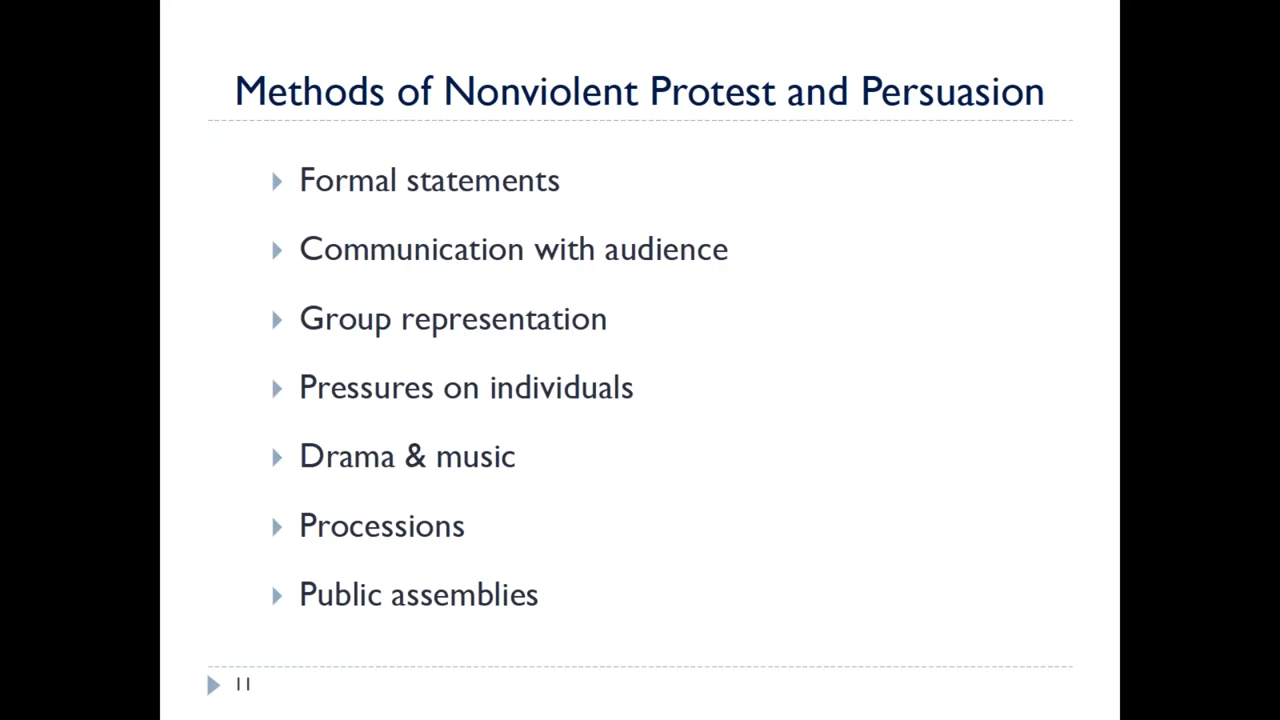 Methods of Nonviolent Protest and Persuasion
Formal statements
Communication with audience
Group representation
Pressures on individuals
Drama & music
Processions
Public assemblies
11